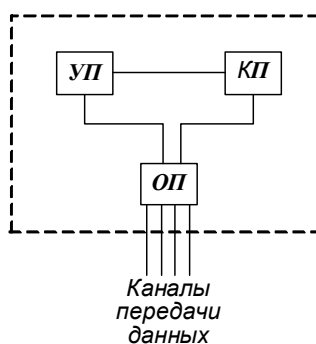 УП
КП
ОП
Каналы
передачи
данных